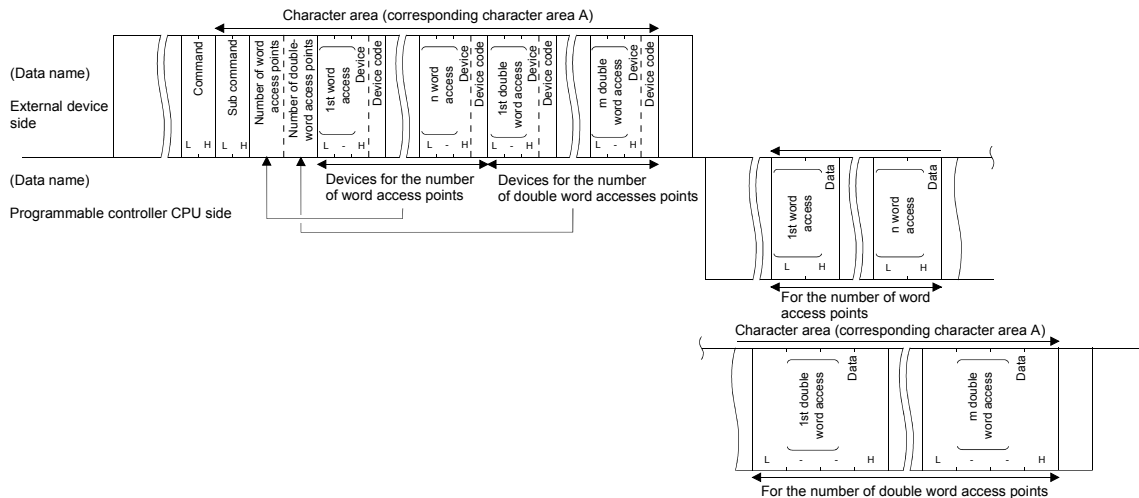 Character area (corresponding character area A)
(Data name)
External device
side
Command
L H
Sub command
L H
Number of word
access points
Number of double-
word access points
1st word
access
Device
L - H
Device code
n word
access
Device
L - H
Device code
1st double
word access
Device
L - H
Device code
m double
word access
Device
L - H
Device code
(Data name)
Programmable controller CPU side
Devices for the number
of word access points
Devices for the number
of double word accesses points
1st word
access
Data
L H
n word
access
Data
L H
For the number of word
access points
Character area (corresponding character area A)
1st double
word access
Data
L - - H
m double
word access
Data
L - - H
For the number of double word access points